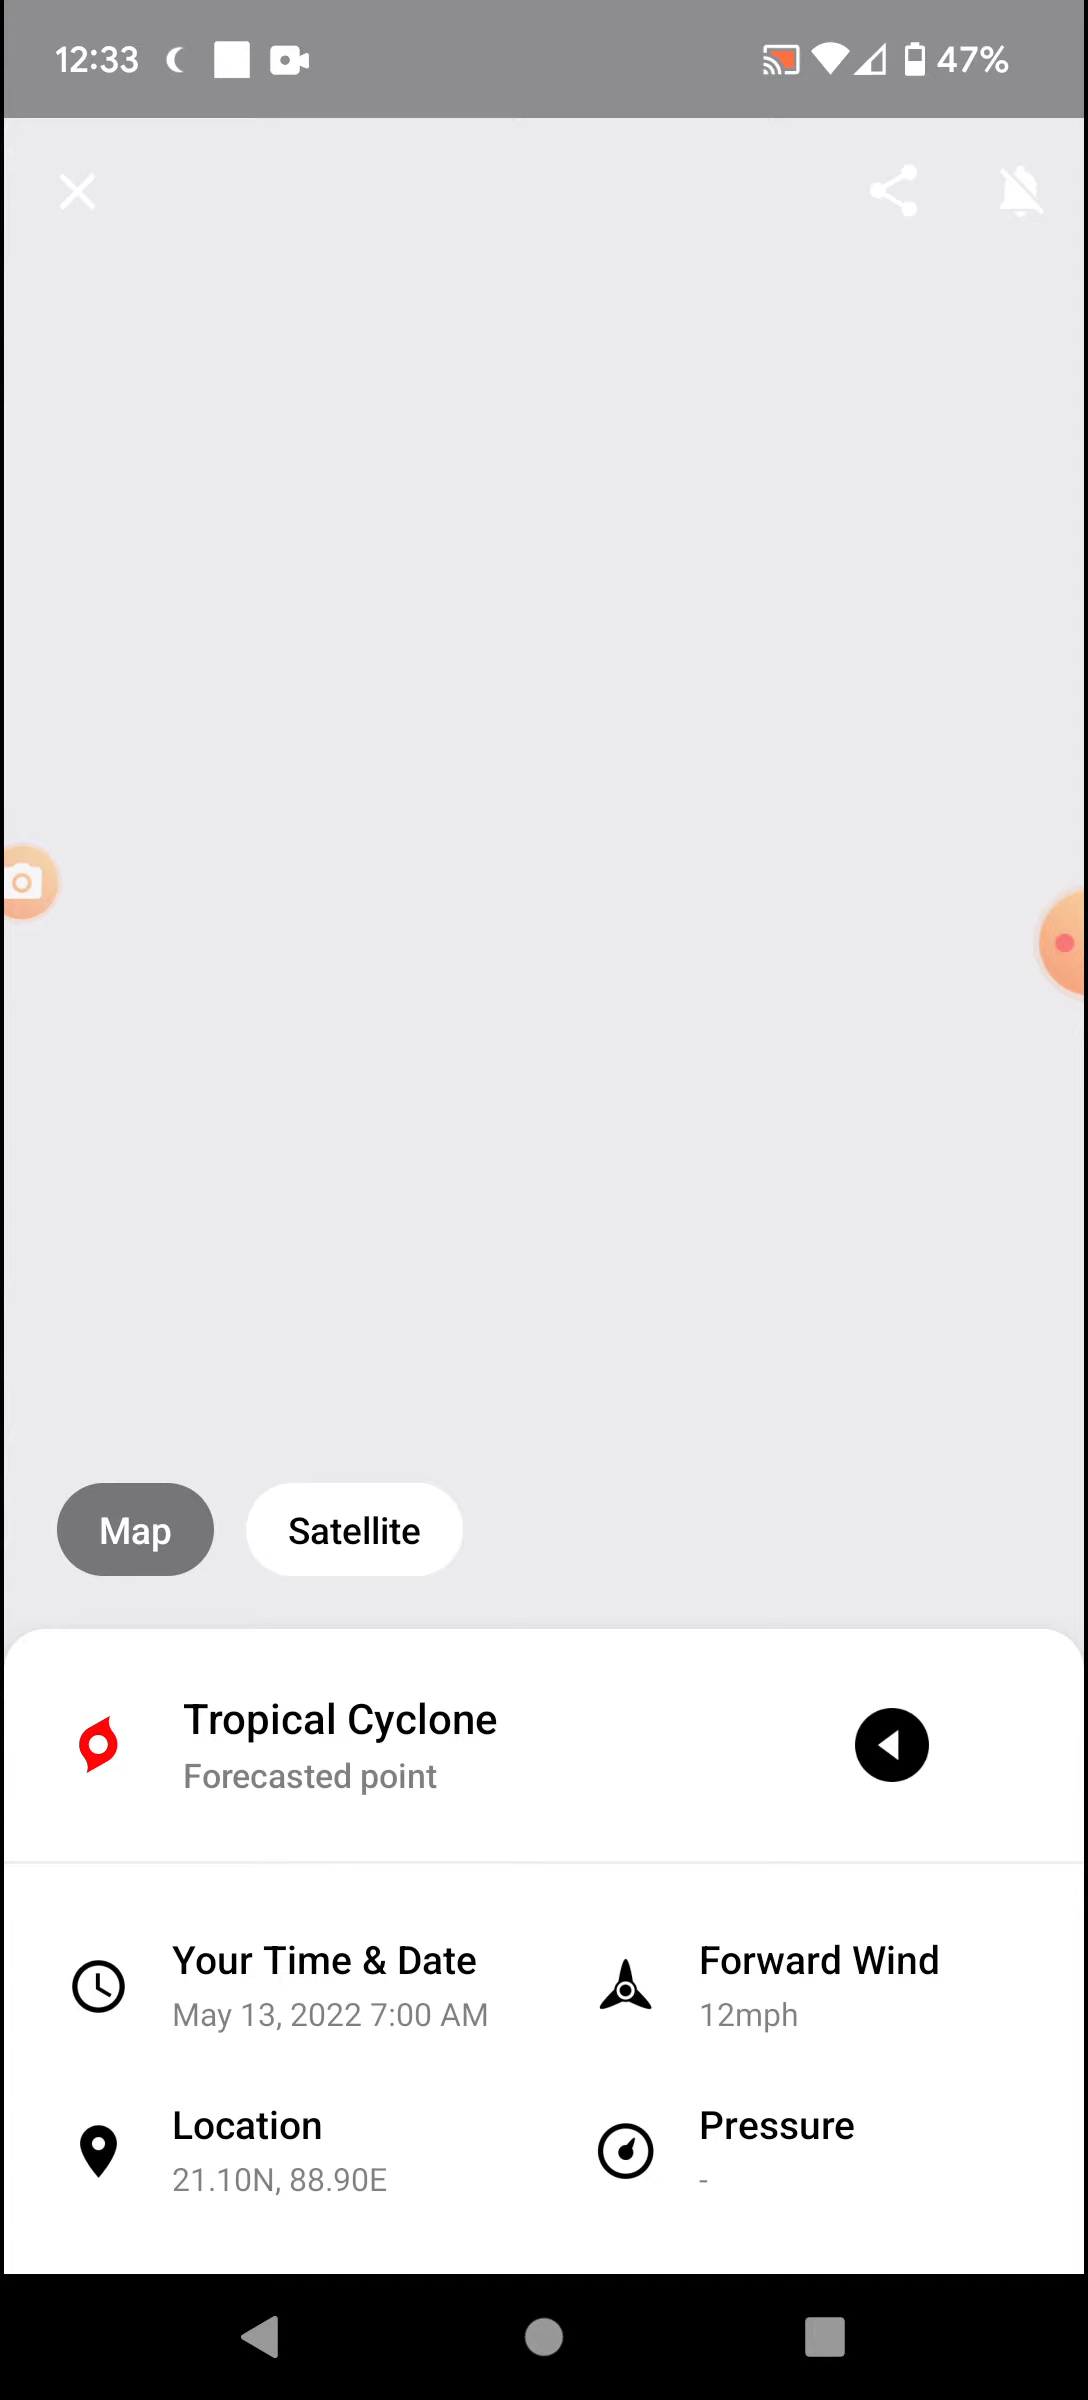 12:33
47%
Map
Satellite
Tropical Cyclone
Forecasted point
Your Time & Date
May 13, 2022 7:00 AM
Forward Wind
12mph
Location
21.10N, 88.90E
Pressure
-